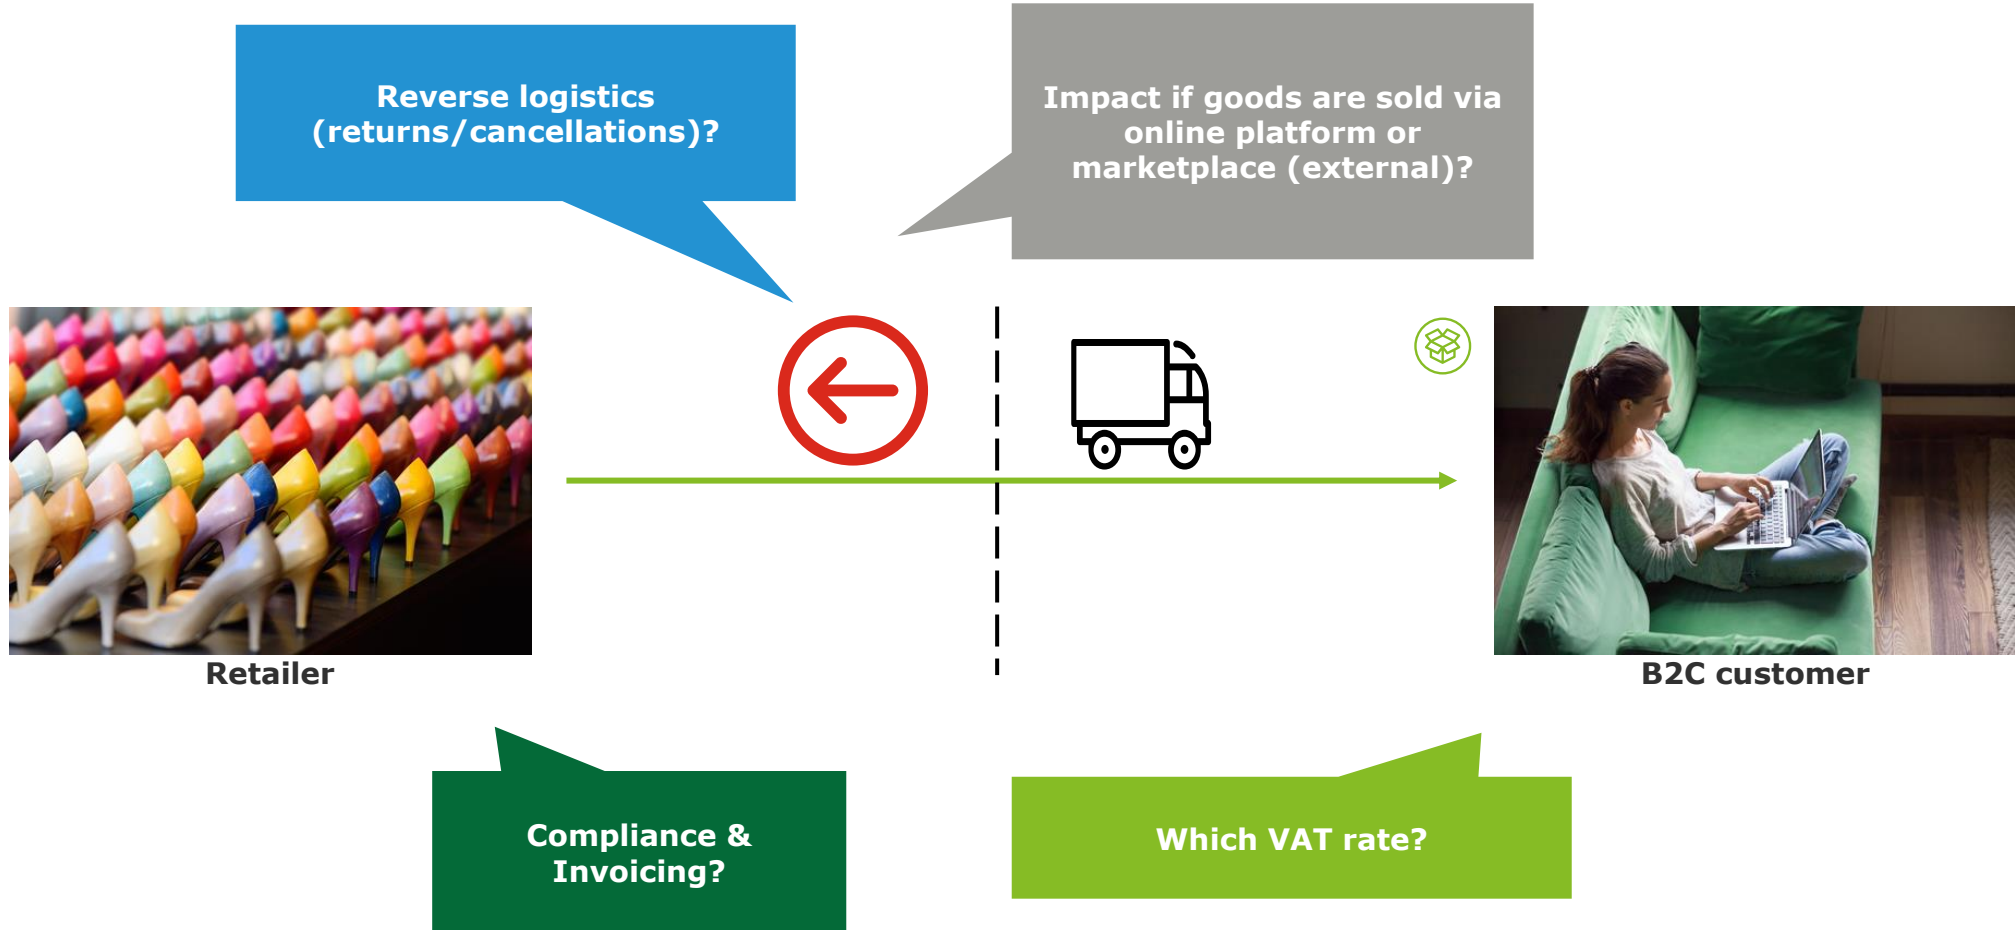 Reverse logistics
(returns/cancellations)?
Impact if goods are sold via
online platform or
marketplace (external)?
Retailer
B2C customer
Compliance &
Invoicing?
Which VAT rate?